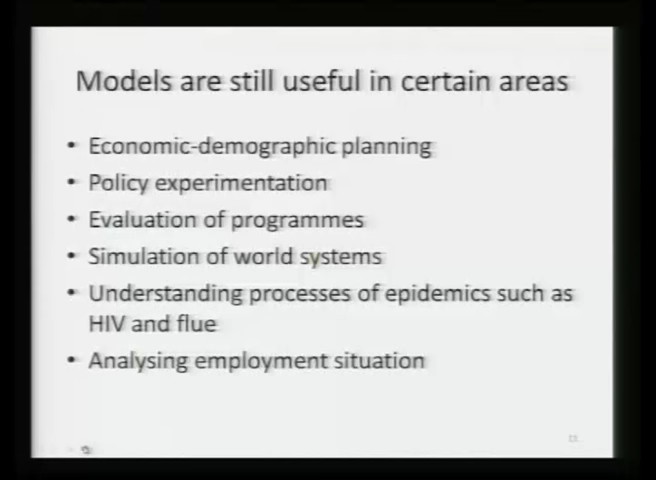 Models are still useful in certain areas
• Economic-demographic planning
• Policy experimentation
• Evaluation of programmes
• Simulation of world systems
• Understanding processes of epidemics such as
HIV and flue
• Analysing employment situation